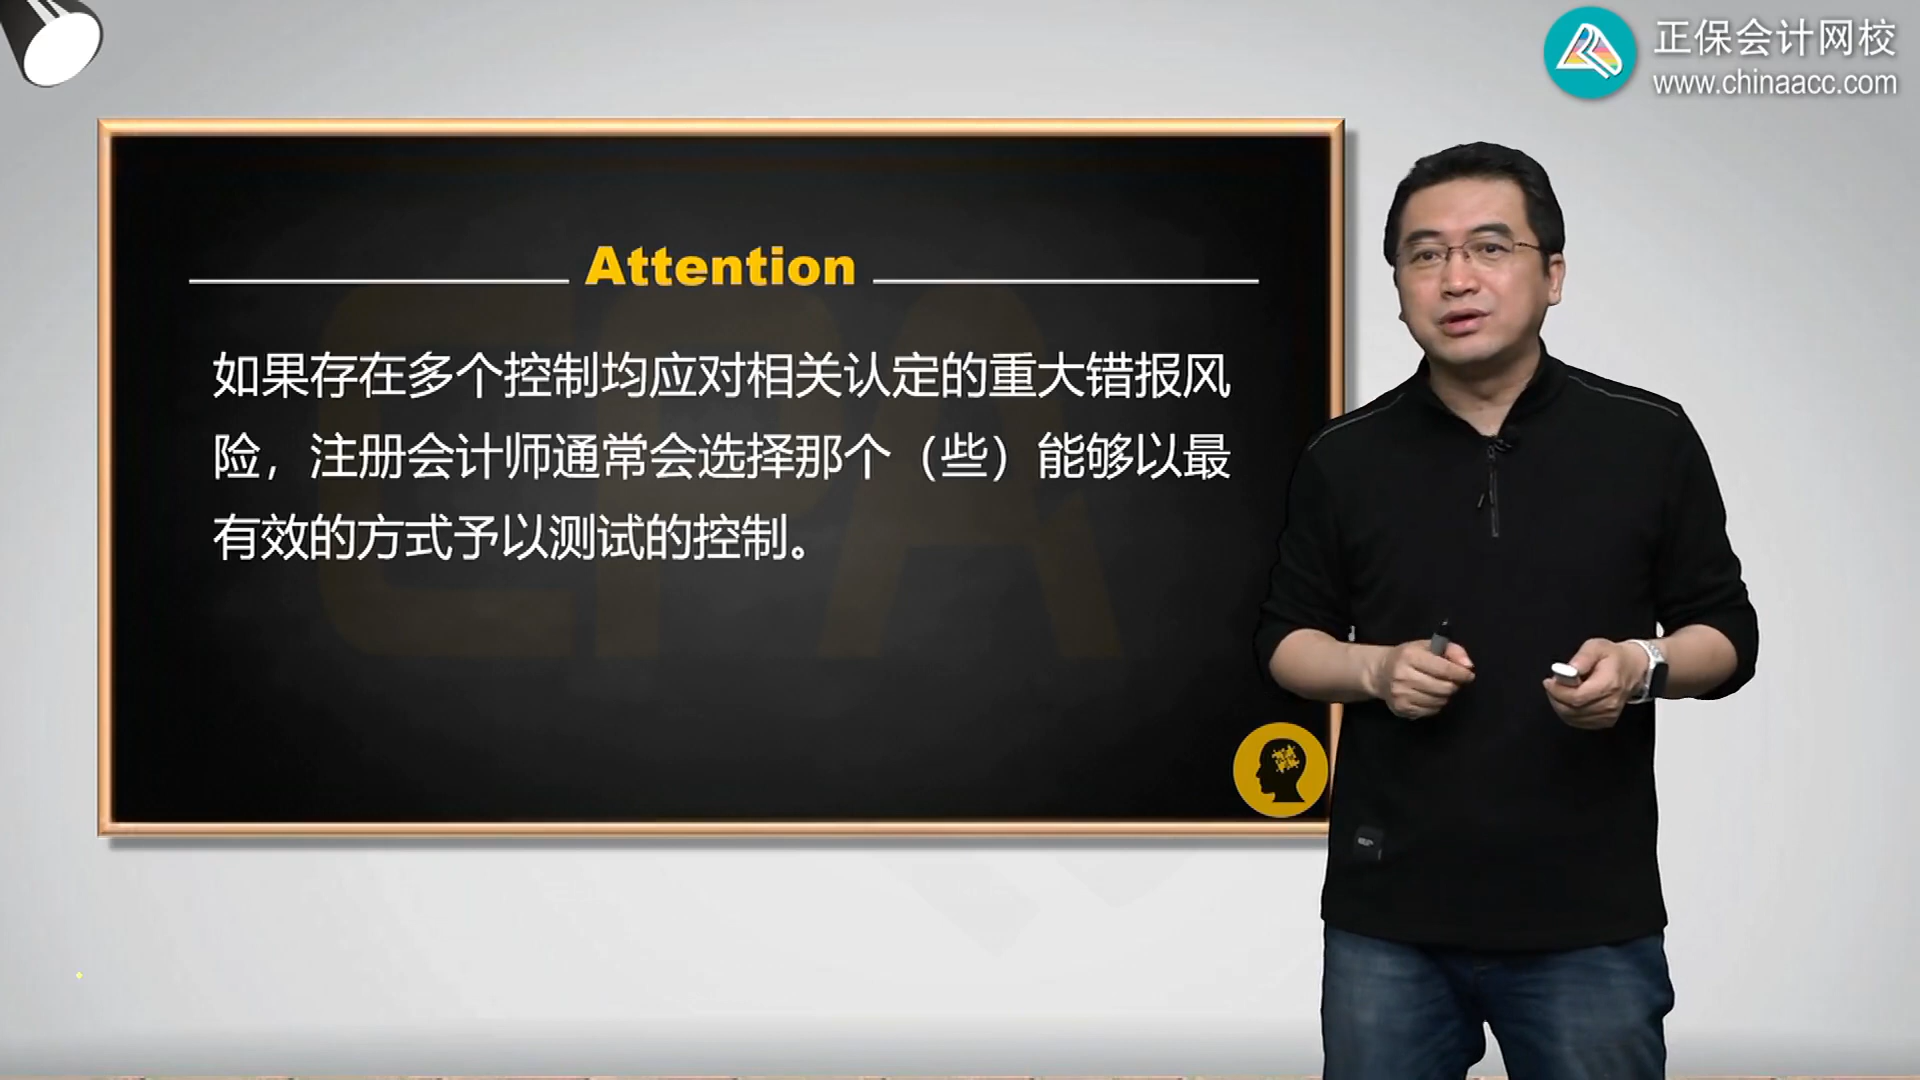 正保会计网校
www.chinaacc.com
Attention
如果存在多个控制均应对相关认定的重大错报风
险，注册会计师通常会选择那个（些）能够以最
有效的方式予以测试的控制。
CPA